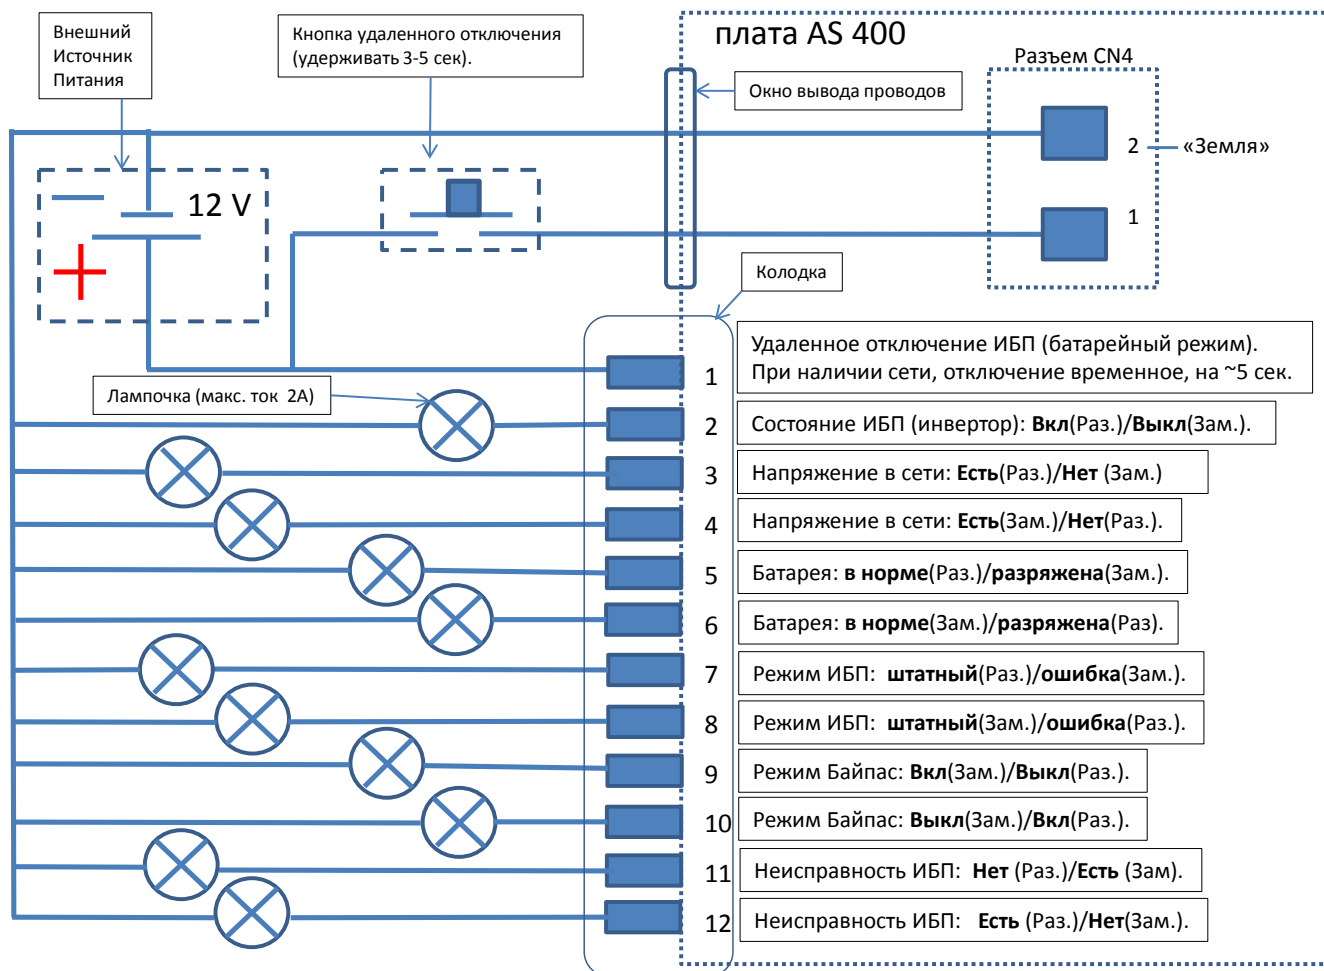 Внешний
Источник
Питания
Кнопка удаленного отключения
(удерживать 3-5 сек).
плата AS 400
Разъем CN4
Окно вывода проводов
2
«Земля»
12 V
1
Колодка
1
Удаленное отключение ИБП (батарейный режим).
При наличии сети, отключение временное, на ~5 сек.
Лампочка (макс. ток 2А)
2
Состояние ИБП (инвертор): Вкл(Раз.)/Выкл(Зам.).
3
Напряжение в сети: Есть(Раз.)/Нет (Зам.)
4
Напряжение в сети: Есть(Зам.)/Нет(Раз.).
5
Батарея: в норме(Раз.)/разряжена(Зам.).
6
Батарея: в норме(Зам.)/разряжена(Раз).
7
Режим ИБП: штатный(Раз.)/ошибка(Зам.).
8
Режим ИБП: штатный(Зам.)/ошибка(Раз.).
9
Режим Байпас: Вкл(Зам.)/Выкл(Раз.).
10
Режим Байпас: Выкл(Зам.)/Вкл(Раз.).
11
Неисправность ИБП: Нет (Раз.)/Есть (Зам).
12
Неисправность ИБП: Есть (Раз.)/Нет(Зам.).